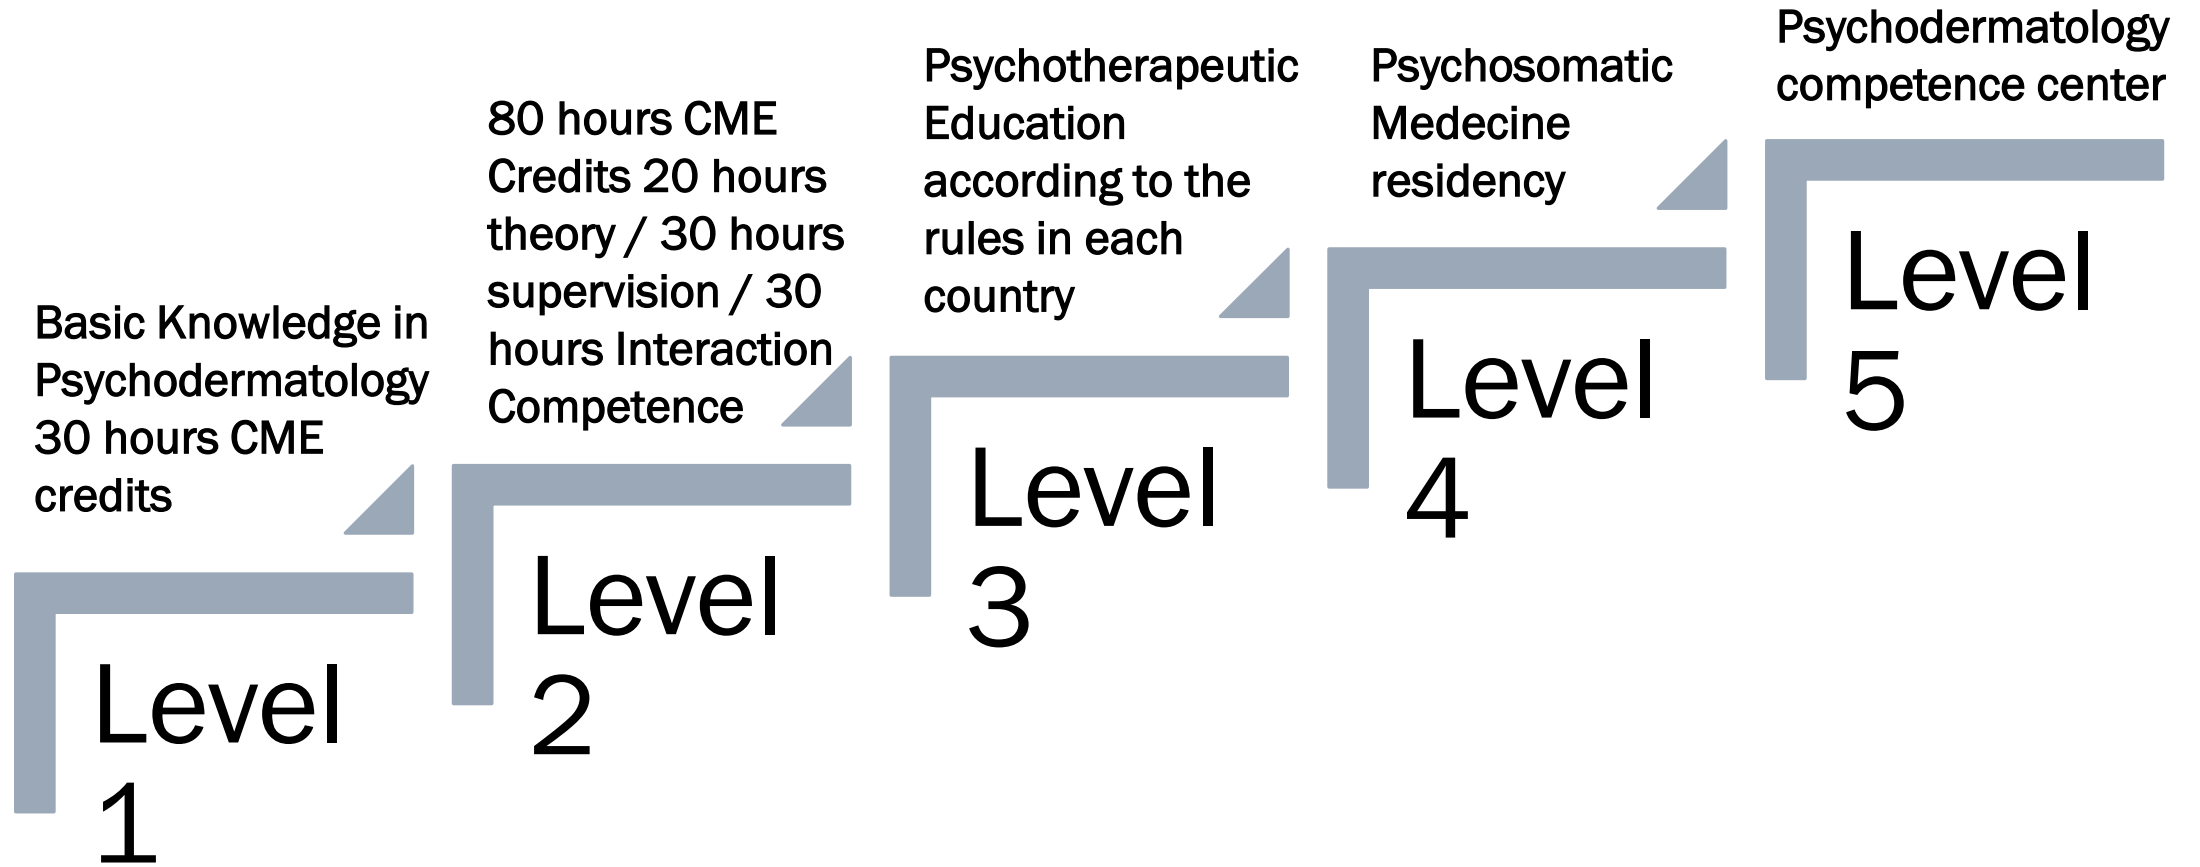 Basic Knowledge in
Psychodermatology
30 hours CME
credits
Level
1
80 hours CME
Credits 20 hours
theory / 30 hours
supervision / 30
hours Interaction
Competence
Level
2
Psychotherapeutic
Education
according to the
rules in each
country
Level
3
Psychosomatic
Medecine
residency
Level
4
Psychodermatology
competence center
Level
5